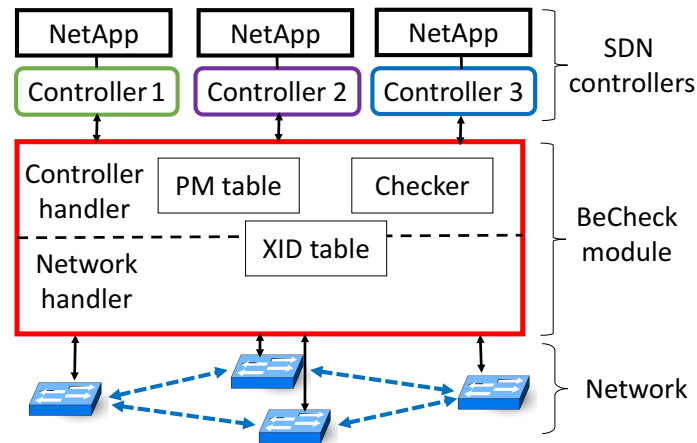 NetApp
NetApp
NetApp
SDN
controllers
Controller 1
Controller 2
Controller 3
Controller
handler
PM table
Checker
BeCheck
module
XID table
Network
handler
Network